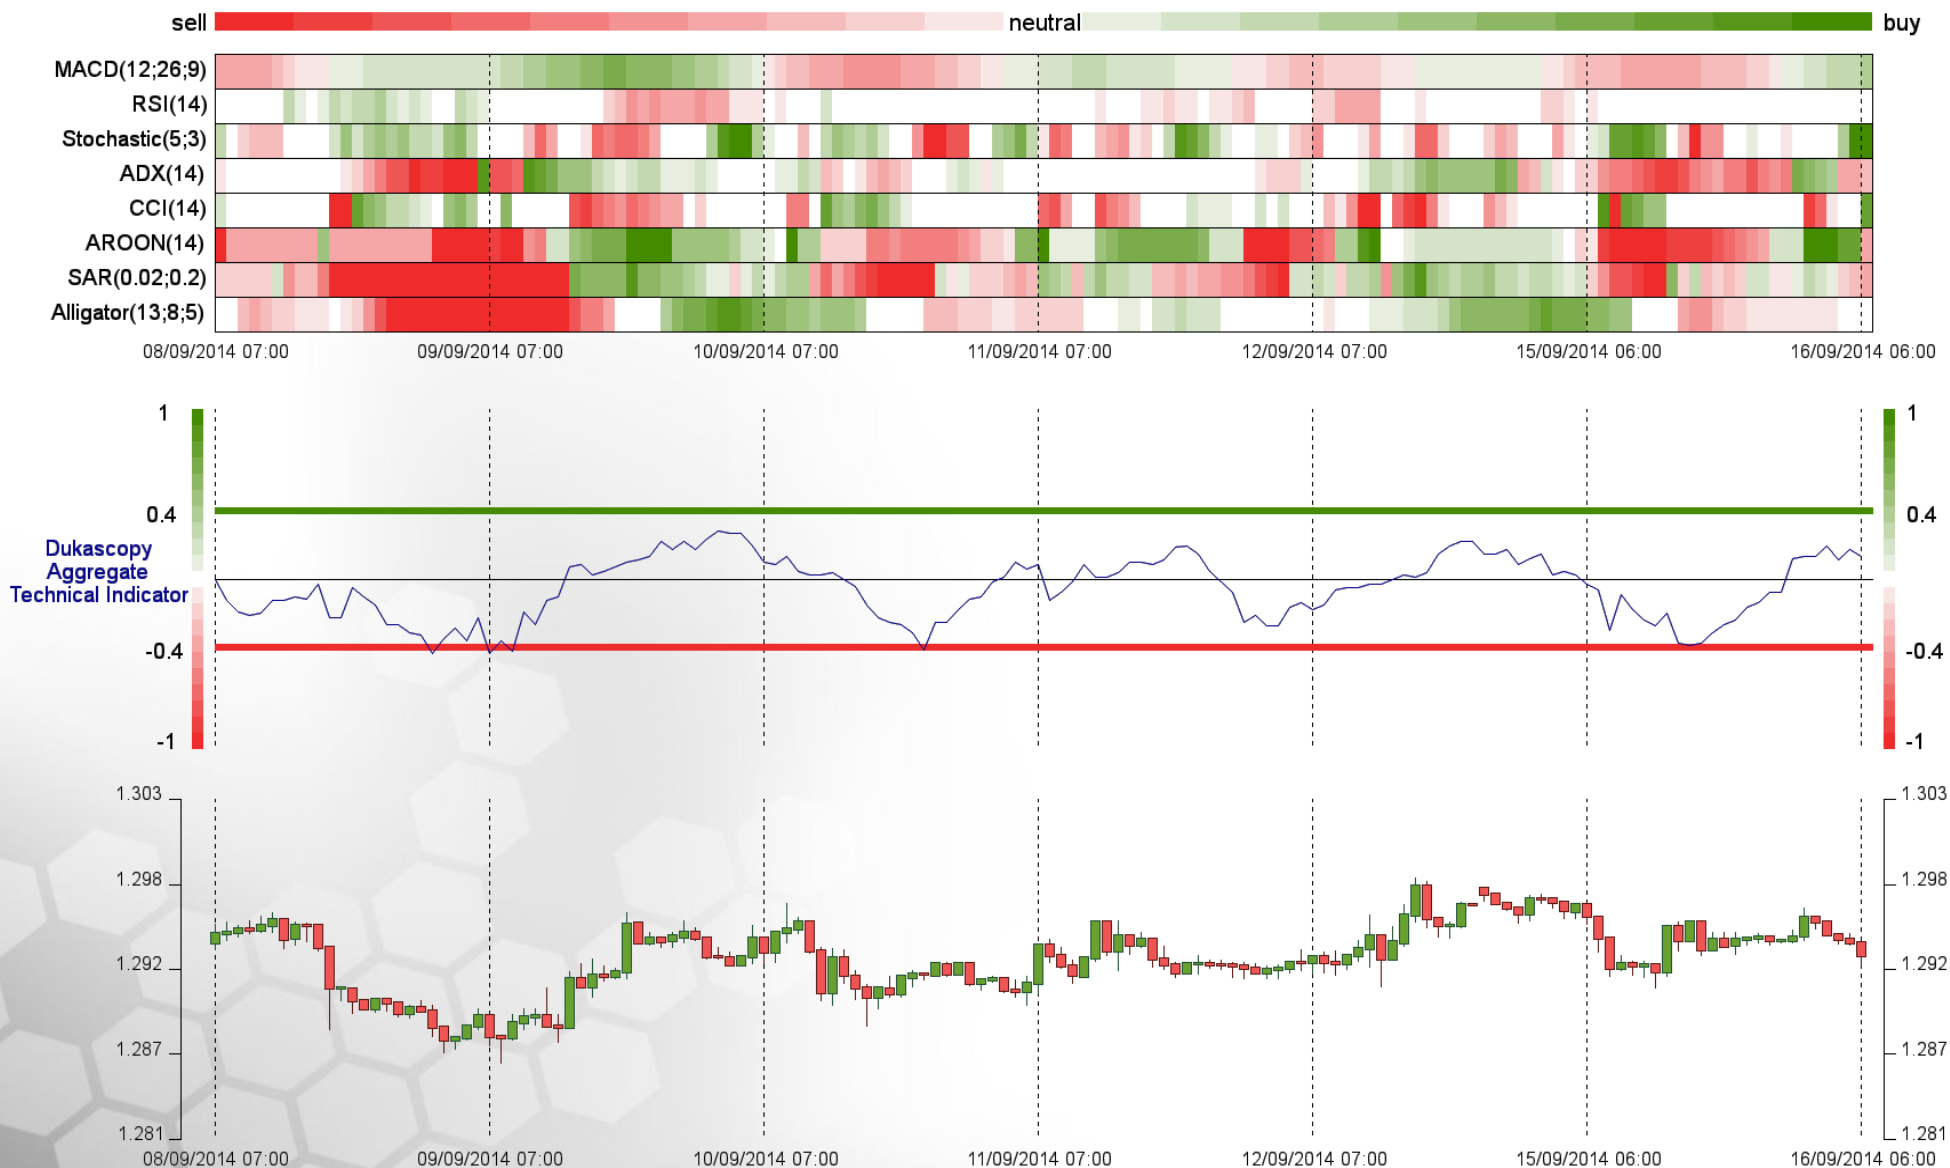 sell neutral buy
MACD(12;26;9)
RSI(14)
Stochastic(5;3)
ADX(14)
CCI(14)
AROON(14)
SAR(0.02;0.2)
Alligator(13;8;5)
08/09/2014 07:00 09/09/2014 07:00 10/09/2014 07:00 11/09/2014 07:00 12/09/2014 07:00 15/09/2014 06:00 16/09/2014 06:00
1 1
0.4 0.4
Dukascopy
Aggregate
Technical Indicator
-0.4 -0.4
-1 -1
1.303 1.303
1.298 1.298
1.292 1.292
1.287 1.287
1.281 1.281
08/09/2014 07:00 09/09/2014 07:00 10/09/2014 07:00 11/09/2014 07:00 12/09/2014 07:00 15/09/2014 06:00 16/09/2014 06:00